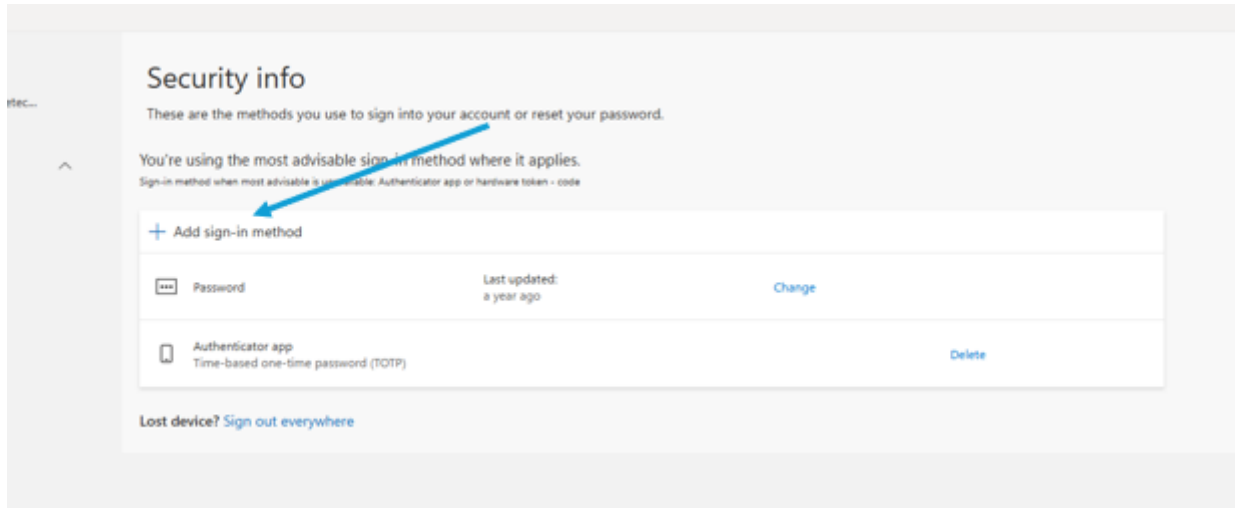 Security info
etec...
These are the methods you use to sign into your account or reset your password.
You're using the most advisable sign-in method where it applies.
Sign-in method when most advisable is unavailable: Authenticator app or hardware token - code
Add sign-in method
Password
Last updated:
a year ago
Change
Authenticator app
Time-based one-time password (TOTP)
Delete
Lost device? Sign out everywhere